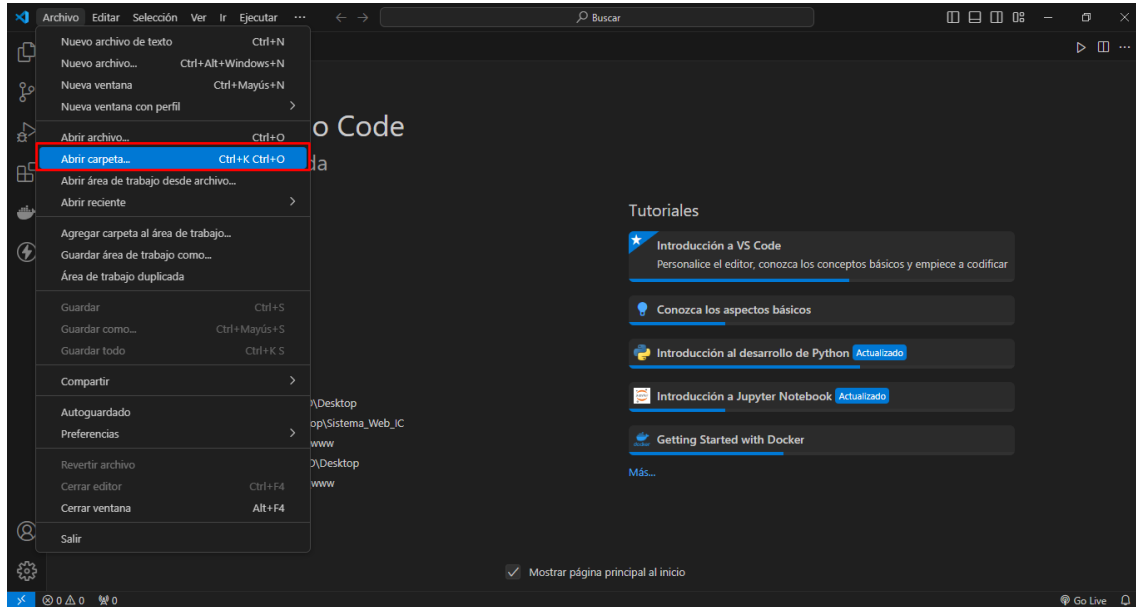 Archivo Editar Selección Ver Ir Ejecutar ... Buscar
Nuevo archivo de texto Ctrl+N
Nuevo archivo... Ctrl+Alt+Windows+N
Nueva ventana Ctrl+Mayús+N
Nueva ventana con perfil
Abrir archivo... Ctrl+O
Abrir carpeta... Ctrl+K Ctrl+O
Abrir área de trabajo desde archivo...
Abrir reciente
Agregar carpeta al área de trabajo...
Guardar área de trabajo como...
Área de trabajo duplicada
Guardar Ctrl+S
Guardar como... Ctrl+Mayús+S
Guardar todo Ctrl+K S
Compartir
Autoguardado
Preferencias
Revertir archivo
Cerrar editor Ctrl+F4
Cerrar ventana Alt+F4
Salir
o Code
da
\Desktop
op\Sistema_Web_IC
www
\Desktop
www
Tutoriales
Introducción a VS Code
Personalice el editor, conozca los conceptos básicos y empiece a codificar
Conozca los aspectos básicos
Introducción al desarrollo de Python Actualizado
Introducción a Jupyter Notebook Actualizado
Getting Started with Docker
Más...
Mostrar página principal al inicio
0 0 0 Go Live